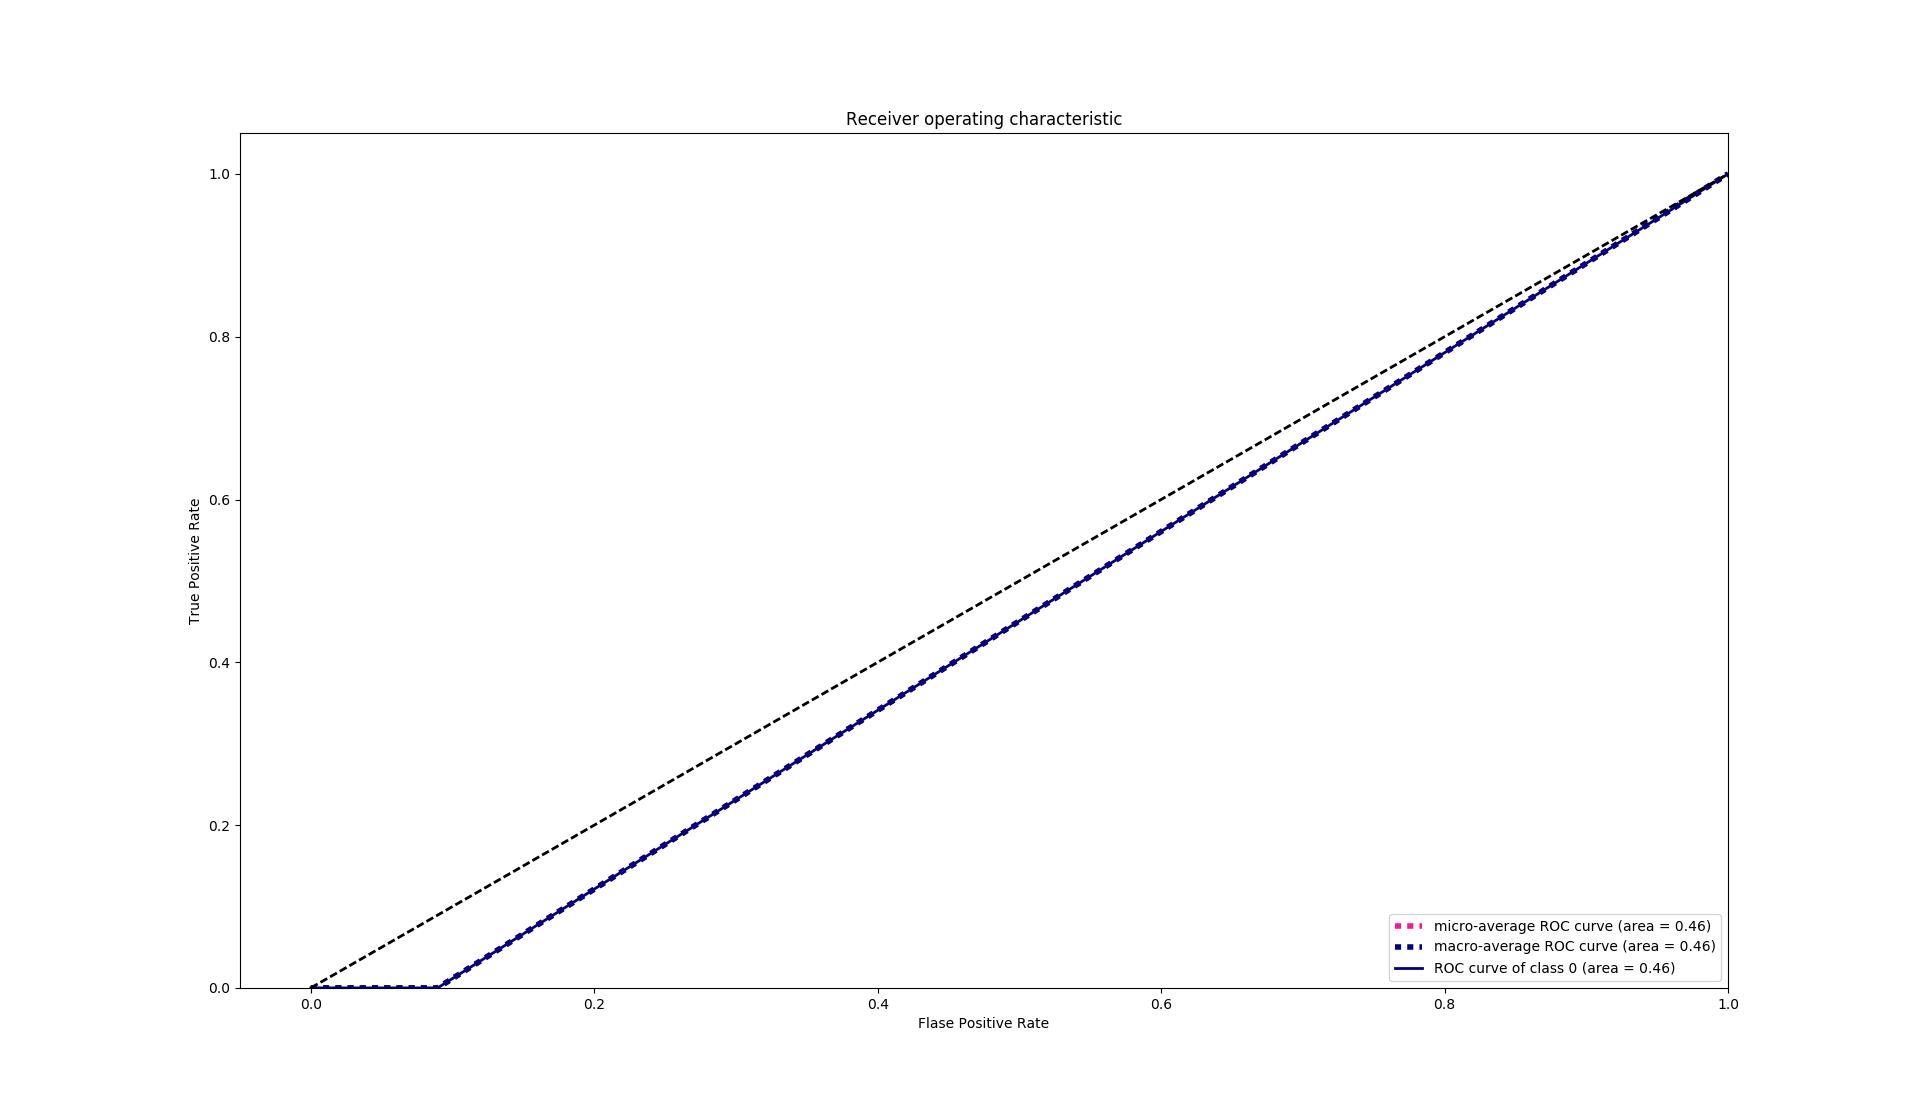 Receiver operating characteristic
1.0
0.8
0.6
0.4
0.2
0.0
True Positive Rate
0.0 0.2 0.4 0.6 0.8 1.0
Flase Positive Rate
micro-average ROC curve (area = 0.46)
macro-average ROC curve (area = 0.46)
ROC curve of class 0 (area = 0.46)